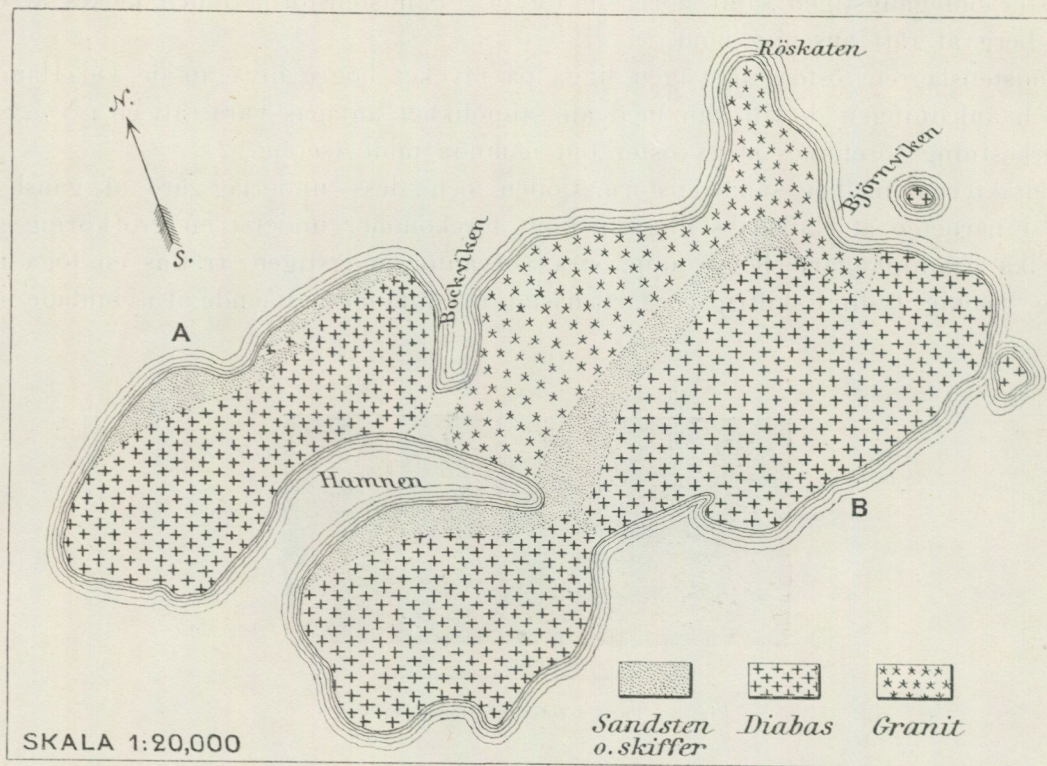 Röskaten
N.
Björnviken
S.
Bockviken
A
Hamnen
B
Sandsten
o. skiffer
Diabas
Granit
SKALA 1:20,000